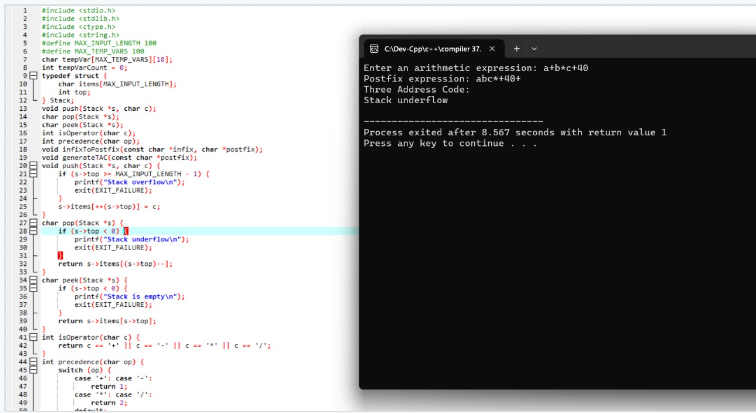 1 #include <stdio.h>
2 #include <stdlib.h>
3 #include <ctype.h>
4 #include <string.h>
5 #define MAX_INPUT_LENGTH 100
6 #define MAX_TEMP_VARS 100
7 char tempVar[MAX_TEMP_VARS][10];
8 int tempVarCount = 0;
9 typedef struct {
10 char items[MAX_INPUT_LENGTH];
11 int top;
12 } Stack;
13 void push(Stack *s, char c);
14 char pop(Stack *s);
15 char peek(Stack *s);
16 int isOperator(char c);
17 int precedence(char op);
18 void infixToPostfix(const char *infix, char *postfix);
19 void generateTAC(const char *postfix);
20 void push(Stack *s, char c) {
21 if (s->top >= MAX_INPUT_LENGTH - 1) {
22 printf("Stack overflow\n");
23 exit(EXIT_FAILURE);
24 }
25 s->items[++(s->top)] = c;
26 }
27 char pop(Stack *s) {
28 if (s->top < 0) {
29 printf("Stack underflow\n");
30 exit(EXIT_FAILURE);
31 }
32 return s->items[(s->top)--];
33 }
34 char peek(Stack *s) {
35 if (s->top < 0) {
36 printf("Stack is empty\n");
37 exit(EXIT_FAILURE);
38 }
39 return s->items[s->top];
40 }
41 int isOperator(char c) {
42 return c == '+' || c == '-' || c == '*' || c == '/';
43 }
44 int precedence(char op) {
45 switch (op) {
46 case '+': case '-':
47 return 1;
48 case '*': case '/':
49 return 2;
50 default:
C:\Dev-Cpp\c++\compiler 37.
Enter an arithmetic expression: a+b*c+40
Postfix expression: abc*+40+
Three Address Code:
Stack underflow
--------------------------------
Process exited after 8.567 seconds with return value 1
Press any key to continue . . .